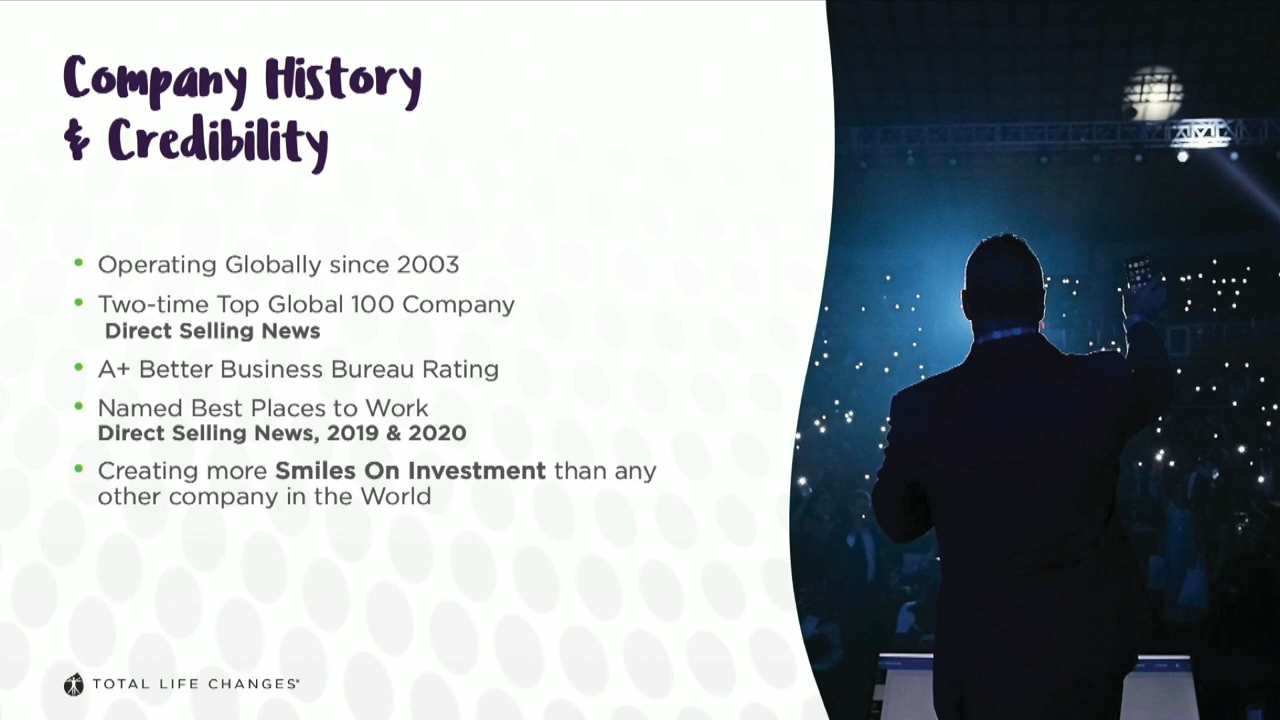 Company History
& Credibility
• Operating Globally since 2003
• Two-time Top Global 100 Company
Direct Selling News
• A+ Better Business Bureau Rating
• Named Best Places to Work
Direct Selling News, 2019 & 2020
• Creating more Smiles On Investment than any
other company in the World
TOTAL LIFE CHANGES®